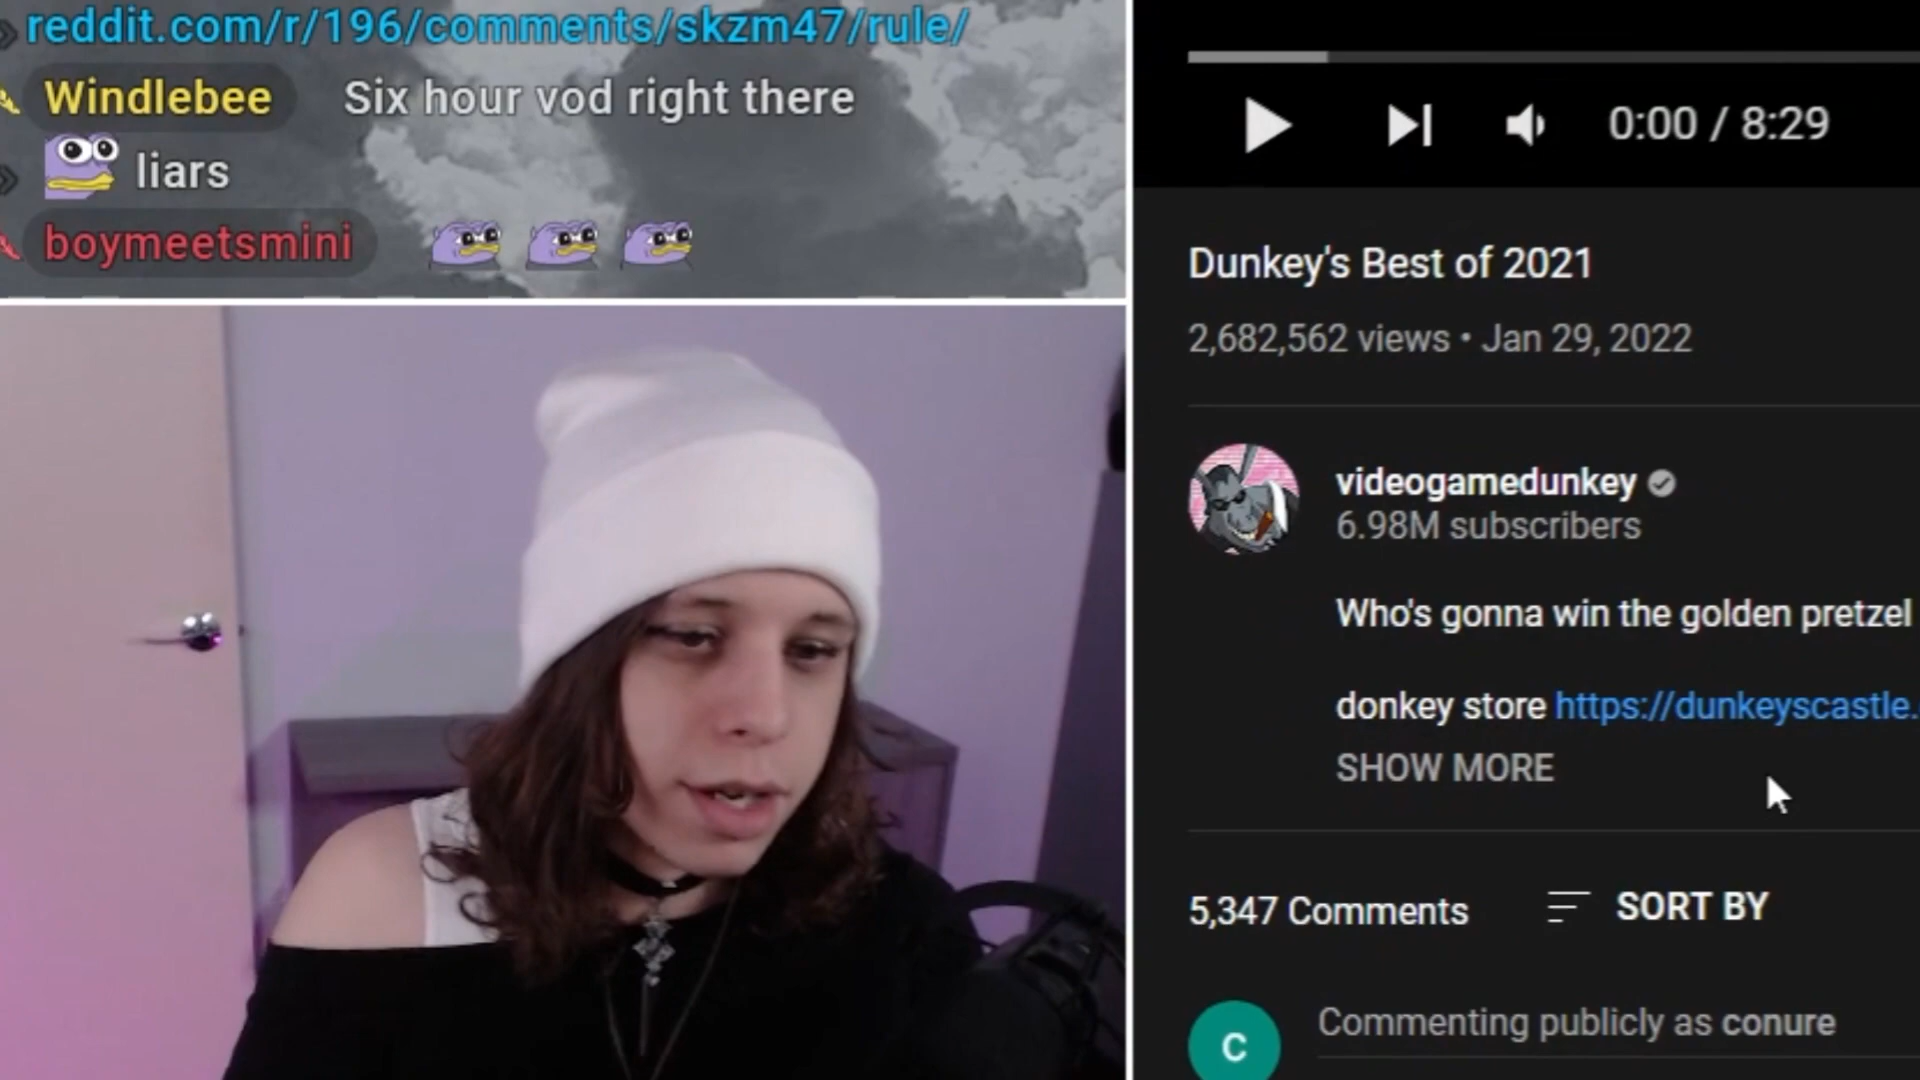 reddit.com/r/196/comments/skzm47/rule/
Windlebee Six hour vod right there
liars
boymeetsmini
0:00 / 8:29
Dunkey's Best of 2021
2,682,562 views • Jan 29, 2022
videogamedunkey
6.98M subscribers
Who's gonna win the golden pretzel
donkey store https://dunkeyscastle.
SHOW MORE
5,347 Comments SORT BY
C Commenting publicly as conure